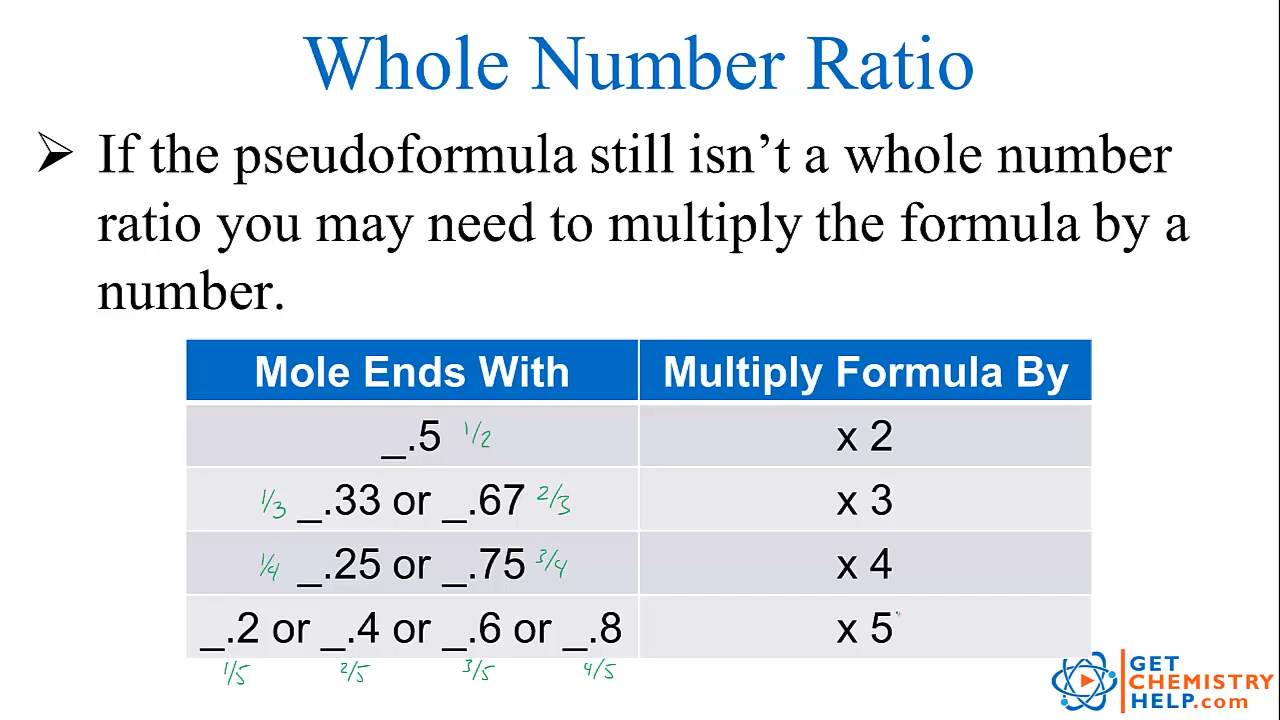 Whole Number Ratio
➢ If the pseudoformula still isn’t a whole number
ratio you may need to multiply the formula by a
number.
Mole Ends With Multiply Formula By
_.5 1/2 x 2
1/3 _.33 or _.67 2/3 x 3
1/4 _.25 or _.75 3/4 x 4
_.2 or _.4 or _.6 or _.8 x 5
1/5 2/5 3/5 4/5
GET
CHEMISTRY
HELP.com